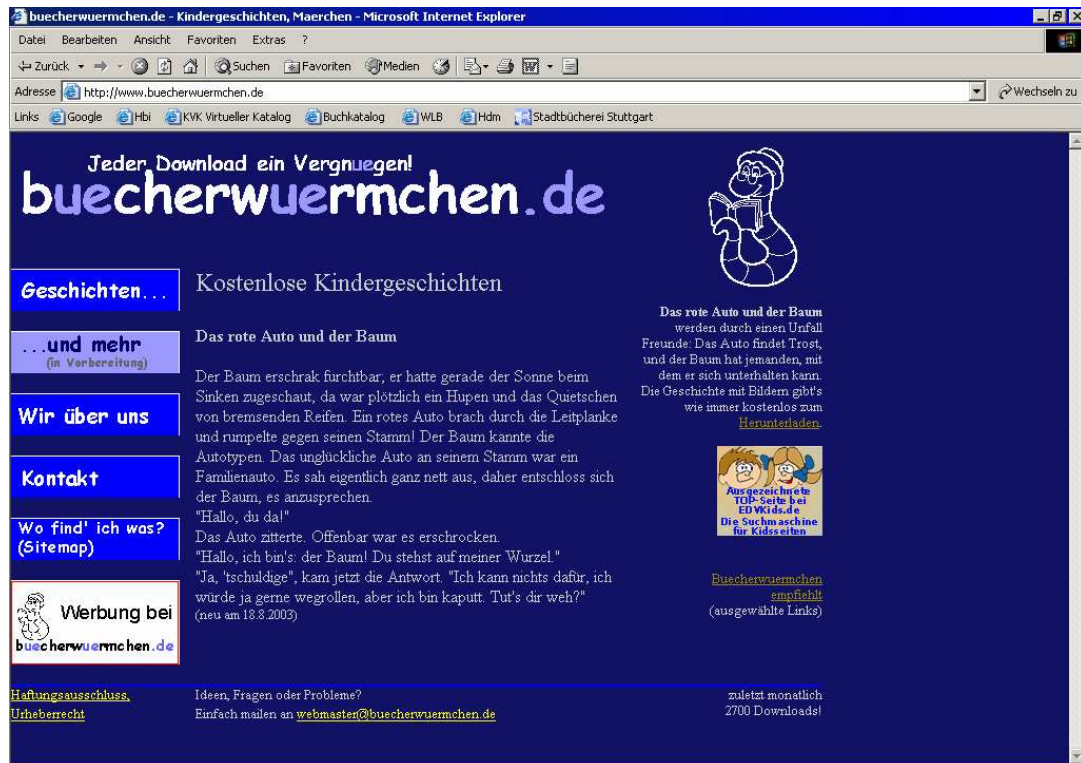 buecherwuermchen.de - Kindergeschichten, Maerchen - Microsoft Internet Explorer
Datei Bearbeiten Ansicht Favoriten Extras ?
Zurück Suchen Favoriten Medien
Adresse http://www.buecherwuermchen.de Wechseln zu
Links Google Hbi KVK Virtueller Katalog Buchkatalog WLB Hdm Stadtbücherei Stuttgart
Jeder Download ein Vergnuegen!
buecherwuermchen.de
Geschichten...
...und mehr
(in Vorbereitung)
Wir über uns
Kontakt
Wo find' ich was?
(Sitemap)
Werbung bei
buecherwuermchen.de
Kostenlose Kindergeschichten
Das rote Auto und der Baum
Der Baum erschrak furchtbar; er hatte gerade der Sonne beim
Sinken zugeschaut, da war plötzlich ein Hupen und das Quietschen
von bremsenden Reifen. Ein rotes Auto brach durch die Leitplanke
und rumpelte gegen seinen Stamm! Der Baum kannte die
Autotypen. Das unglückliche Auto an seinem Stamm war ein
Familienauto. Es sah eigentlich ganz nett aus, daher entschloss sich
der Baum, es anzusprechen.
"Hallo, du da!"
Das Auto zitterte. Offenbar war es erschrocken.
"Hallo, ich bin's: der Baum! Du stehst auf meiner Wurzel."
"Ja, 'tschuldige", kam jetzt die Antwort. "Ich kann nichts dafür, ich
würde ja gerne wegrollen, aber ich bin kaputt. Tut's dir weh?"
(neu am 18.8.2003)
Das rote Auto und der Baum
werden durch einen Unfall
Freunde: Das Auto findet Trost,
und der Baum hat jemanden, mit
dem er sich unterhalten kann.
Die Geschichte mit Bildern gibt's
wie immer kostenlos zum
Herunterladen.
Ausgezeichnete
TOP-Seite bei
EDVKids.de
Die Suchmaschine
für Kidsseiten
Buecherwuermchen
empfiehlt
(ausgewählte Links)
Haftungsausschluss,
Urheberrecht
Ideen, Fragen oder Probleme?
Einfach mailen an webmaster@buecherwuermchen.de
zuletzt monatlich
2700 Downloads!